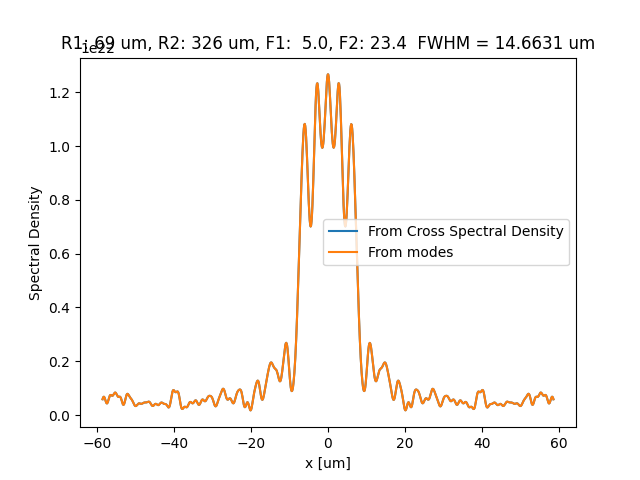 R1: 69 um, R2: 326 um, F1:  5.0, F2: 23.4  FWHM = 14.6631 um
1e22
1.2
1.0
0.8
0.6
0.4
0.2
0.0
Spectral Density
From Cross Spectral Density
From modes
−60
−40
−20
0
20
40
60
x [um]